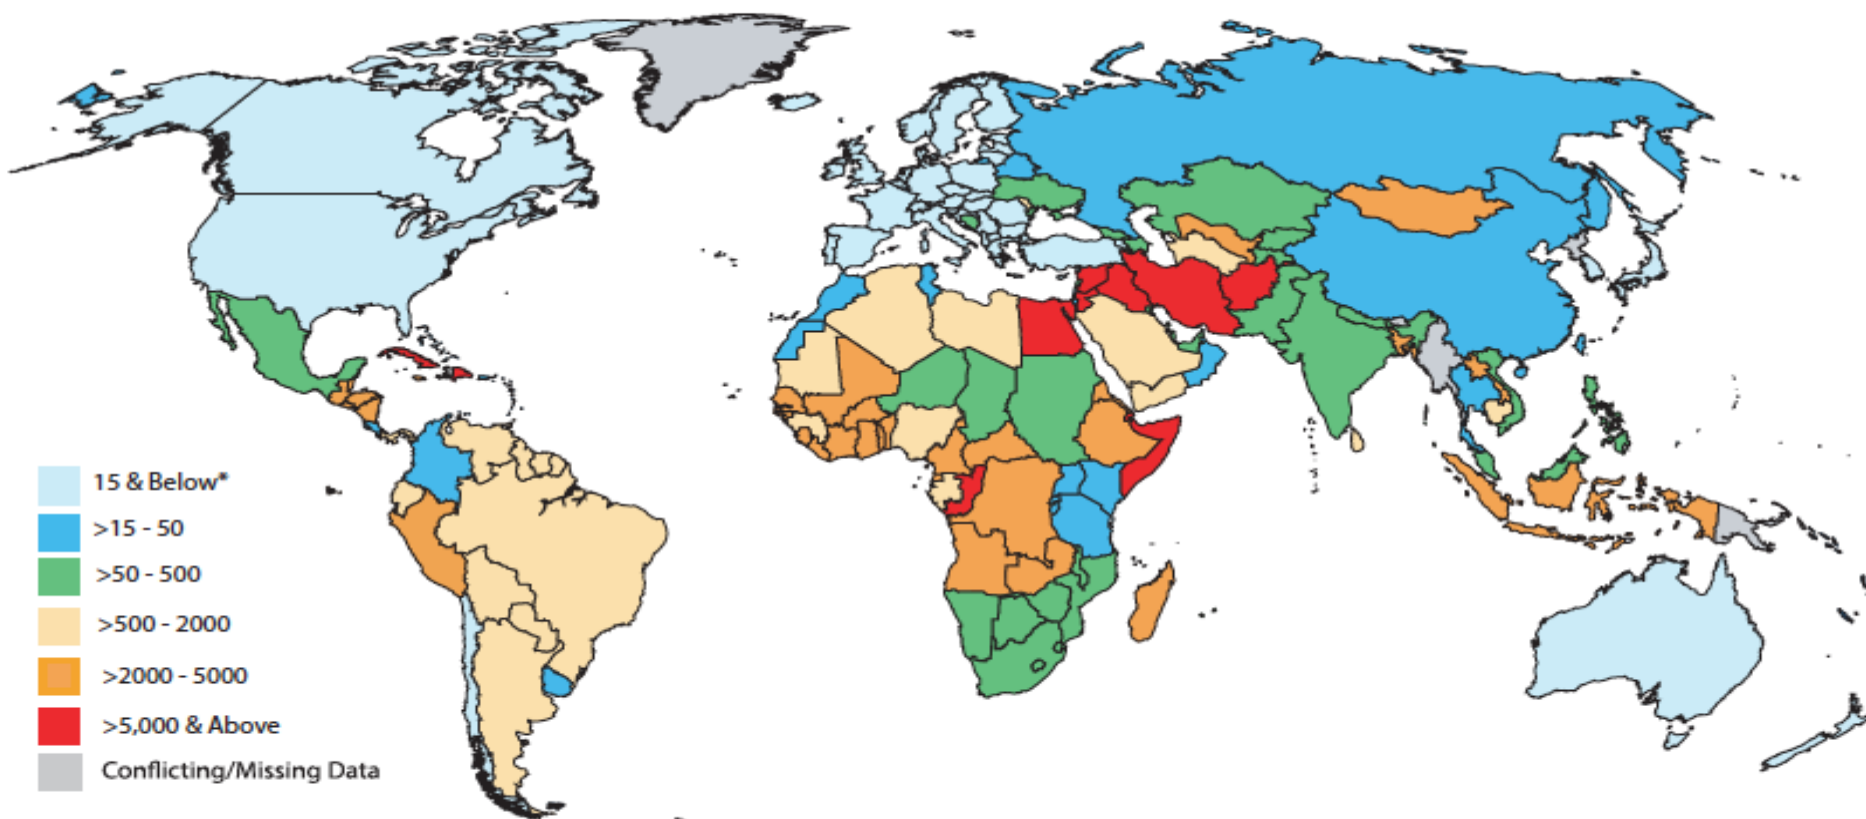 15 & Below*
>15 - 50
>50 - 500
>500 - 2000
>2000 - 5000
>5,000 & Above
Conflicting/Missing Data